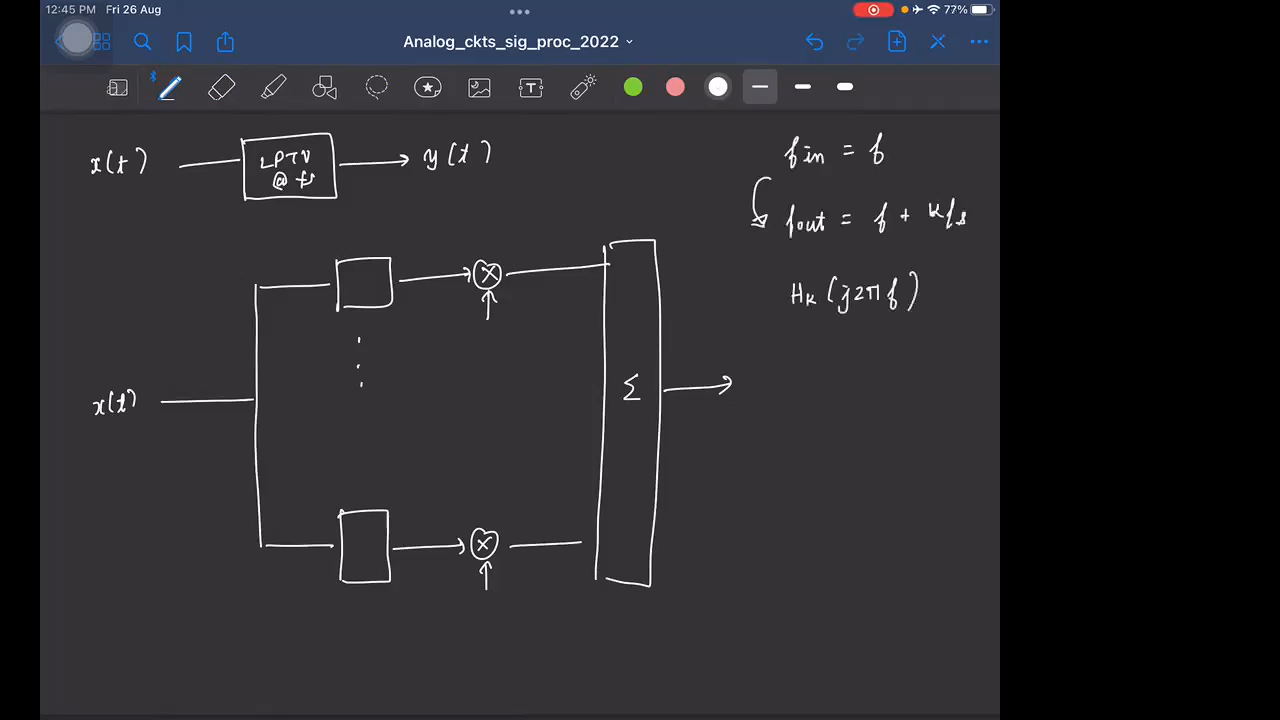 12:45 PM Fri 26 Aug
77%
Analog_ckts_sig_proc_2022
T
x(t)
LPTV
@ fs
y(t)
fin = f
fout = f + kfs
Hk (j2πf)
x
x(t)
Σ
x